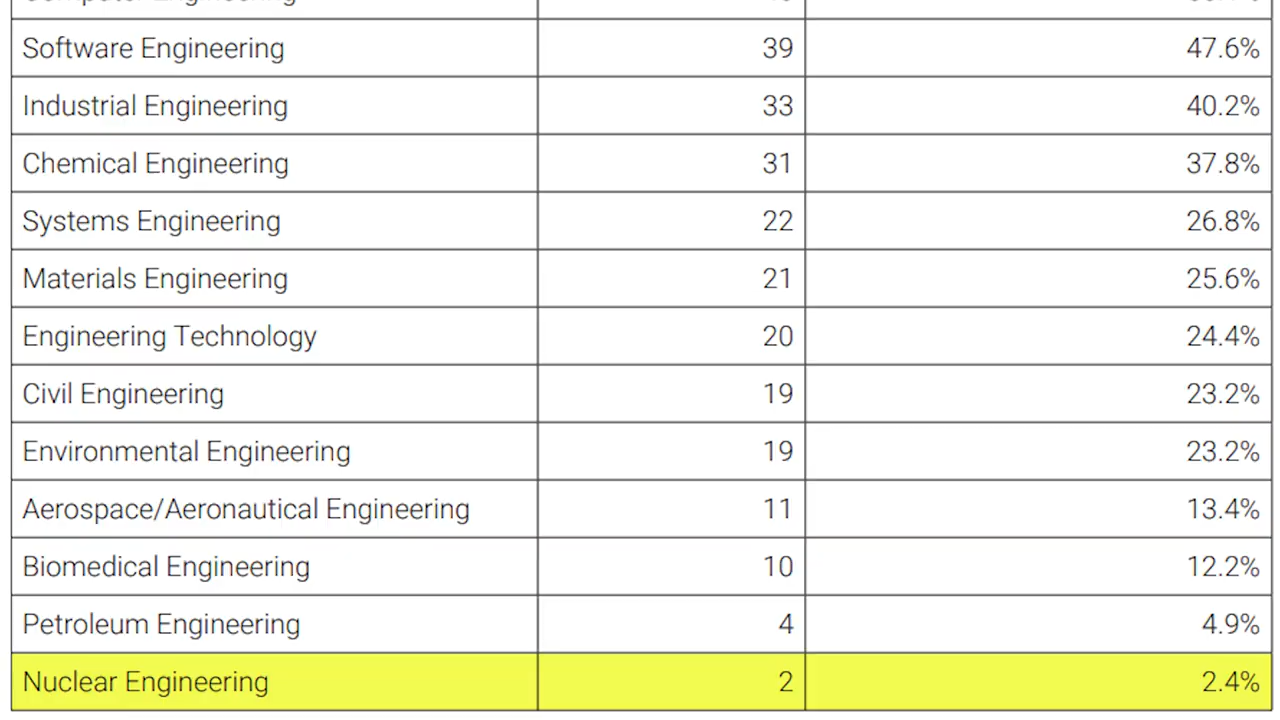 Software Engineering 39 47.6%
Industrial Engineering 33 40.2%
Chemical Engineering 31 37.8%
Systems Engineering 22 26.8%
Materials Engineering 21 25.6%
Engineering Technology 20 24.4%
Civil Engineering 19 23.2%
Environmental Engineering 19 23.2%
Aerospace/Aeronautical Engineering 11 13.4%
Biomedical Engineering 10 12.2%
Petroleum Engineering 4 4.9%
Nuclear Engineering 2 2.4%